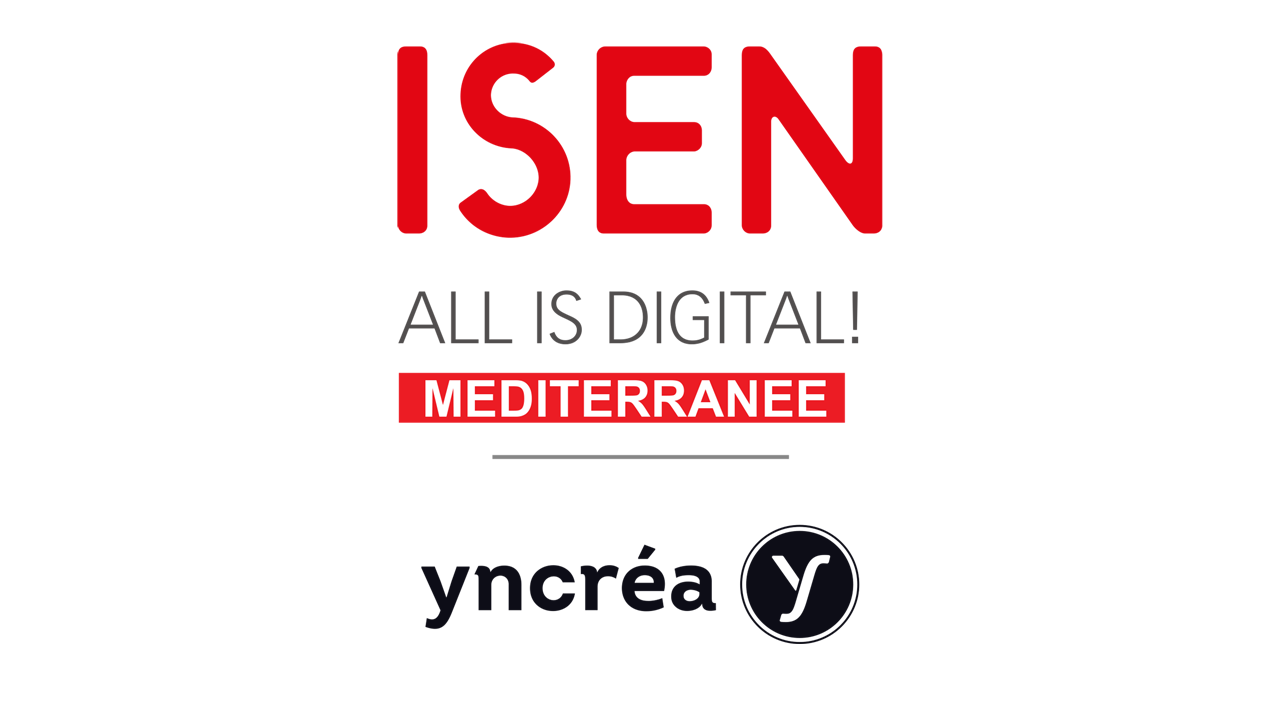 ISEN
ALL IS DIGITAL!
MEDITERRANEE
yncréa y